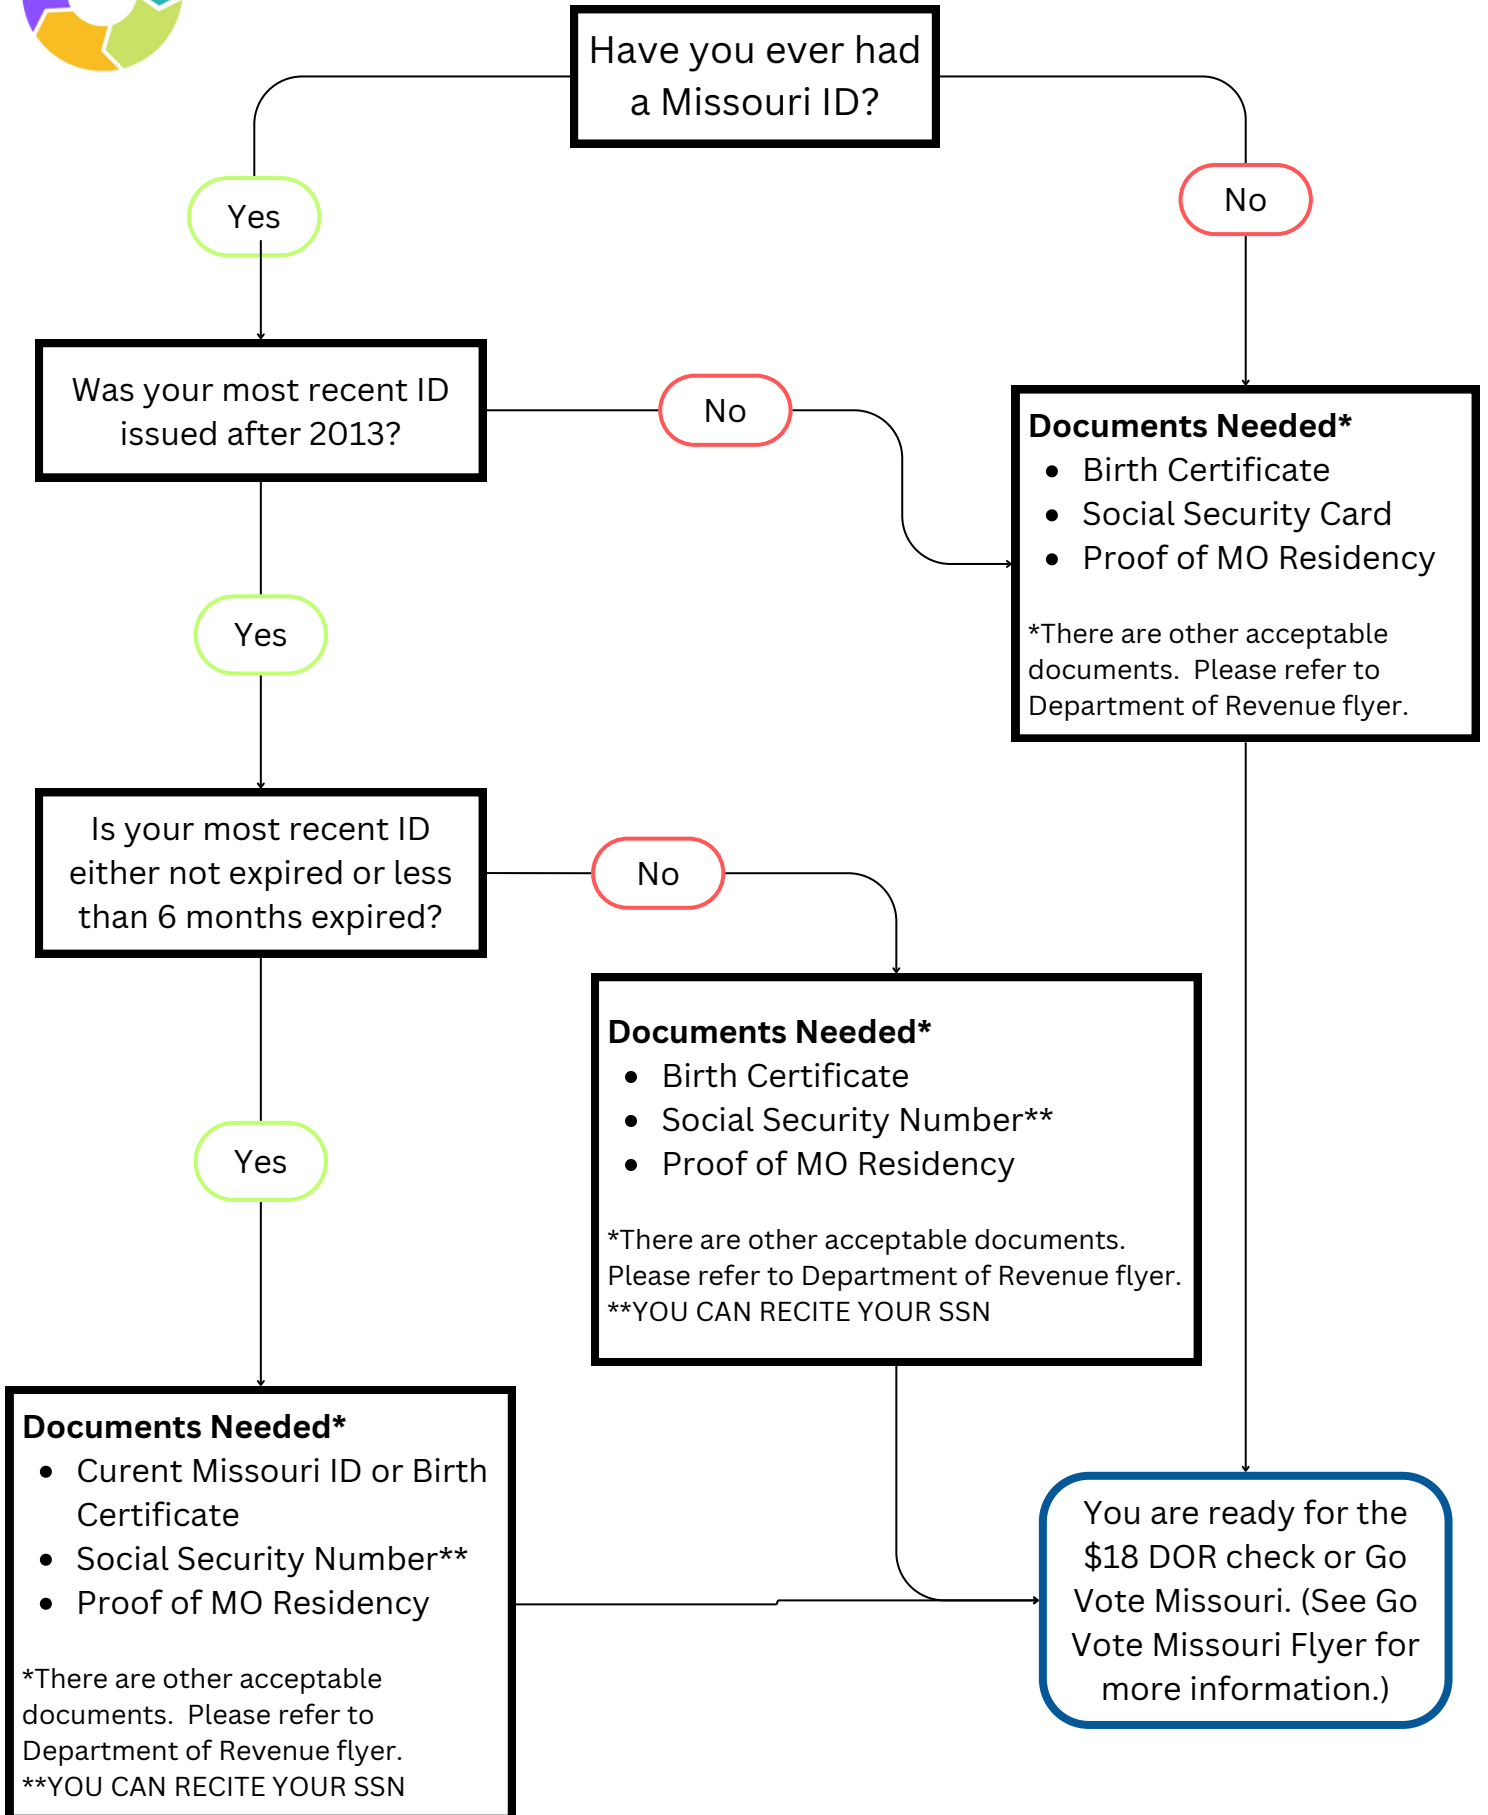 Have you ever had
a Missouri ID?
Yes
No
Was your most recent ID
issued after 2013?
No
Documents Needed*
• Birth Certificate
• Social Security Card
• Proof of MO Residency
*There are other acceptable
documents.  Please refer to
Department of Revenue flyer.
Yes
Is your most recent ID
either not expired or less
than 6 months expired?
No
Documents Needed*
• Birth Certificate
• Social Security Number**
• Proof of MO Residency
*There are other acceptable documents.
Please refer to Department of Revenue flyer.
**YOU CAN RECITE YOUR SSN
Yes
Documents Needed*
• Curent Missouri ID or Birth
Certificate
• Social Security Number**
• Proof of MO Residency
*There are other acceptable
documents.  Please refer to
Department of Revenue flyer.
**YOU CAN RECITE YOUR SSN
You are ready for the
$18 DOR check or Go
Vote Missouri. (See Go
Vote Missouri Flyer for
more information.)